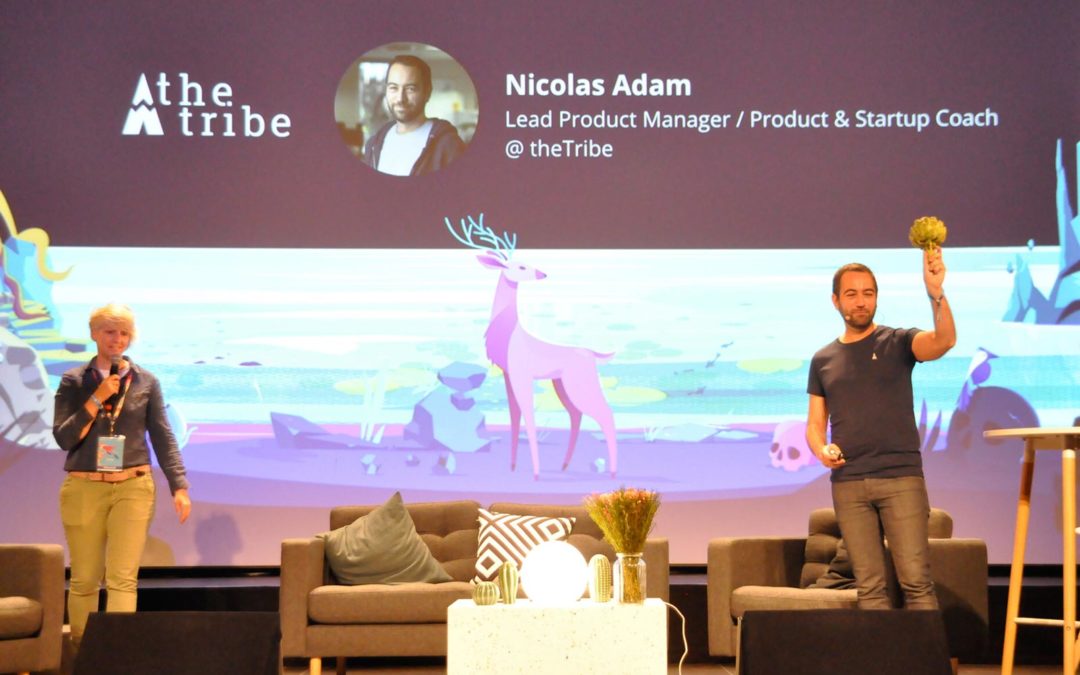 the
tribe
Nicolas Adam
Lead Product Manager / Product & Startup Coach
@ theTribe